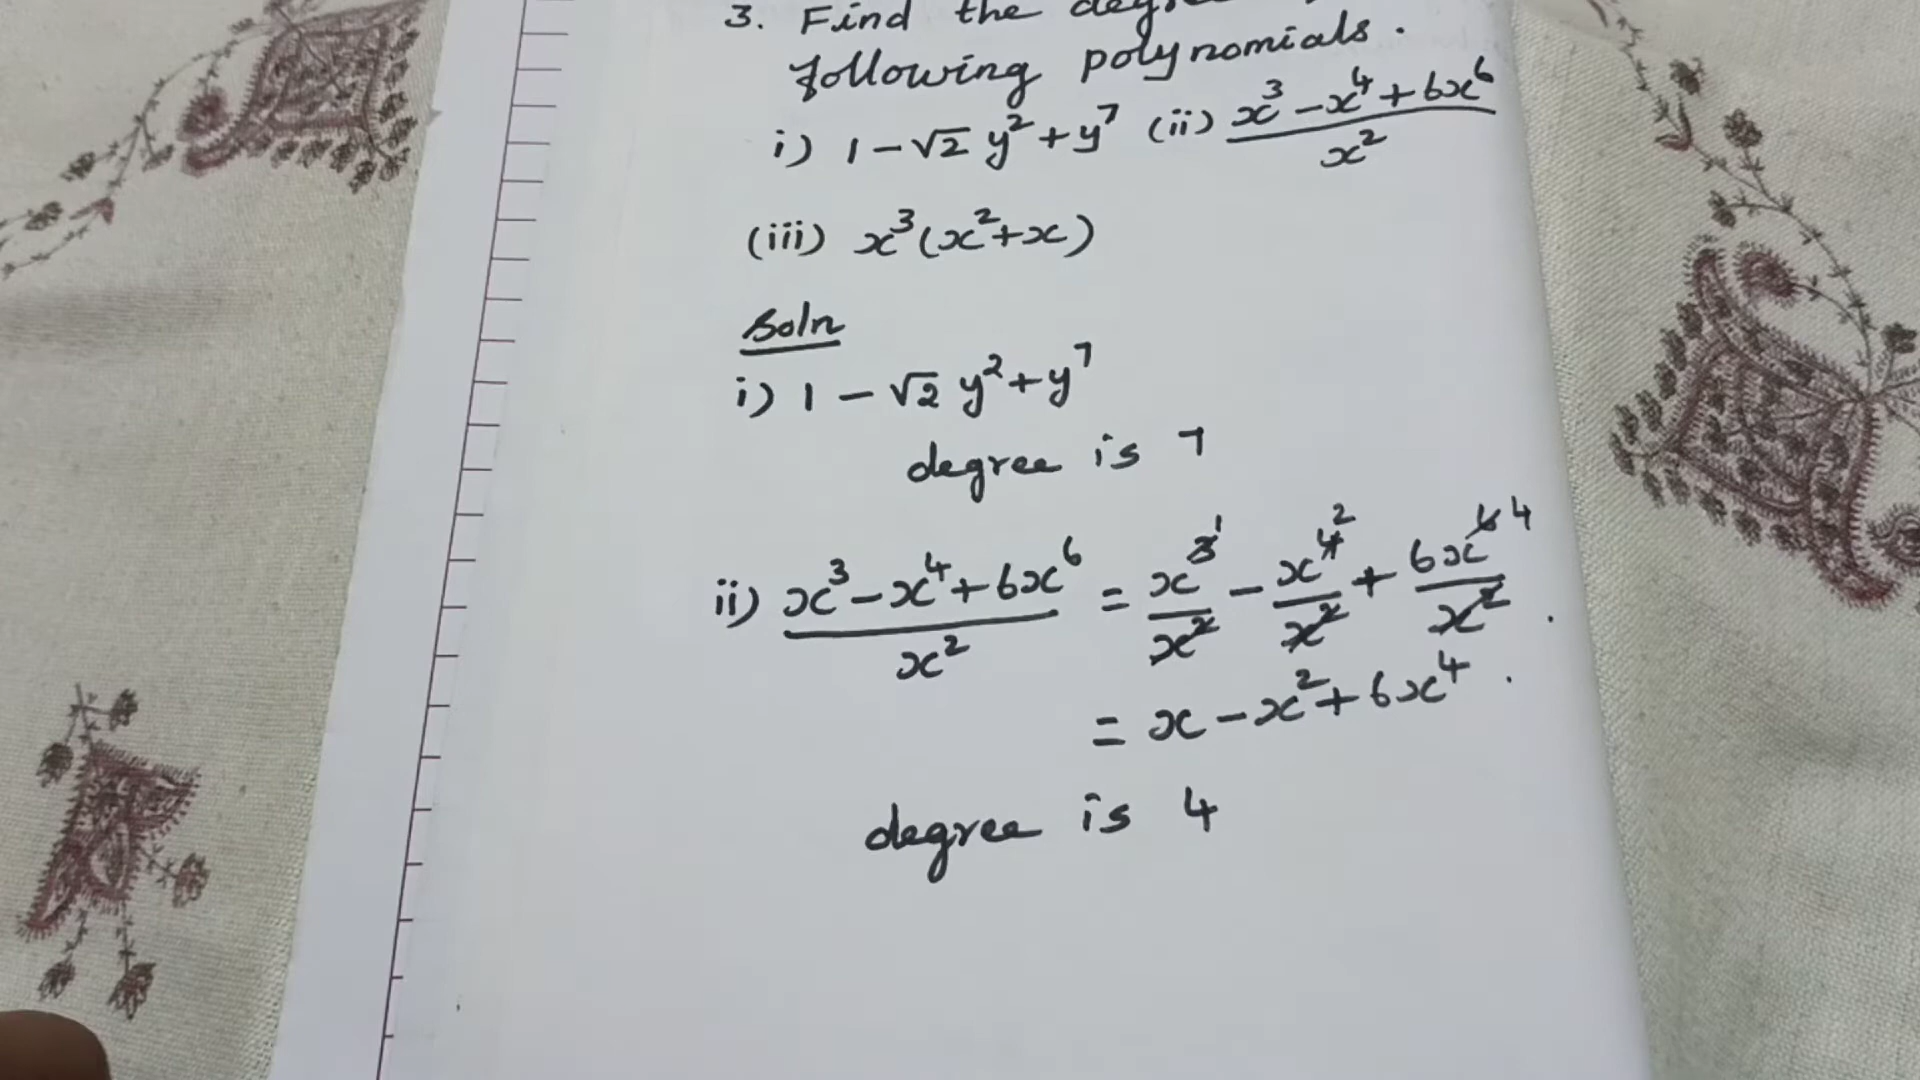 3. Find the
following polynomials.
i) 1 - √2 y² + y⁷ (ii) (x³ - x⁴ + 6x⁶)/x²
(iii) x³(x² + x)
Soln
i) 1 - √2 y² + y⁷
degree is 7
ii) (x³ - x⁴ + 6x⁶)/x² = x³/x² - x⁴/x² + 6x⁶/x² .
= x - x² + 6x⁴ .
degree is 4